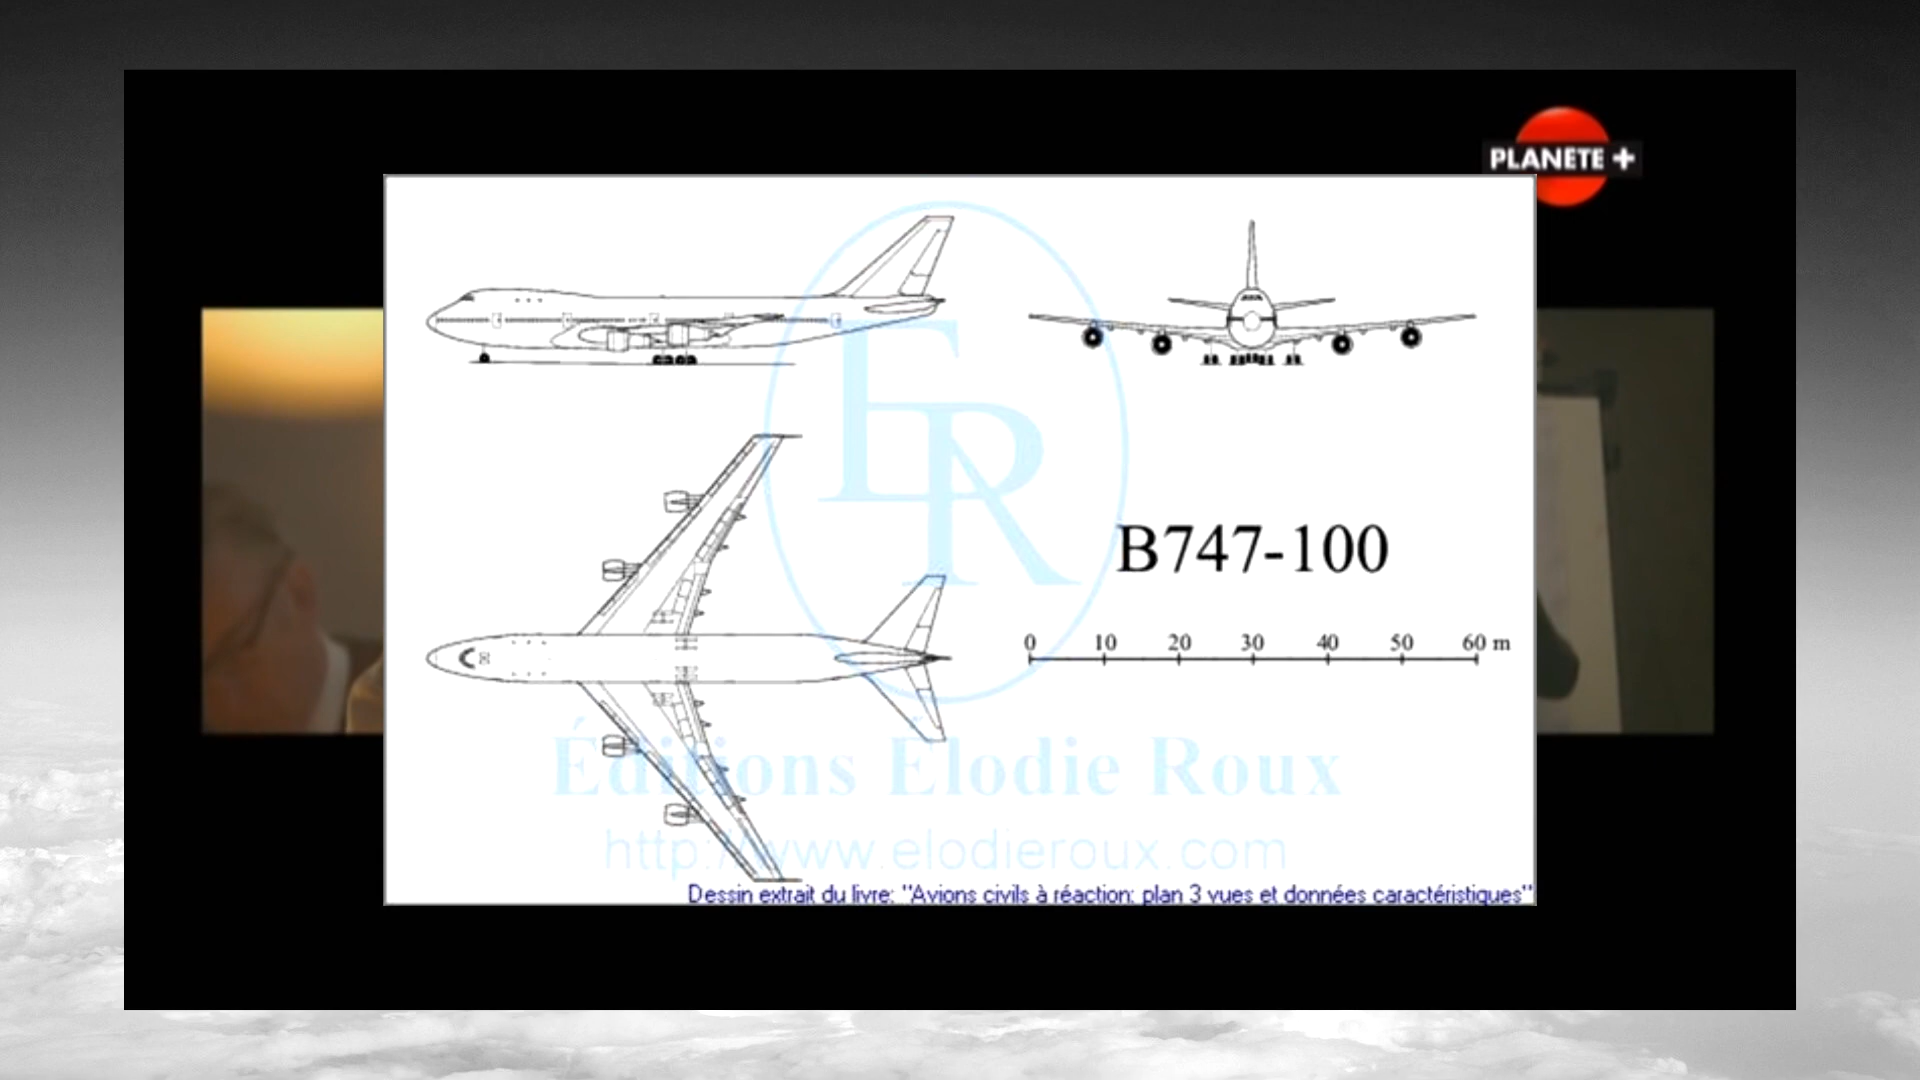 PLANETE +
ER
B747-100
0 10 20 30 40 50 60 m
Éditions Élodie Roux
http://www.elodieroux.com
Dessin extrait du livre: "Avions civils à réaction: plan 3 vues et données caractéristiques"